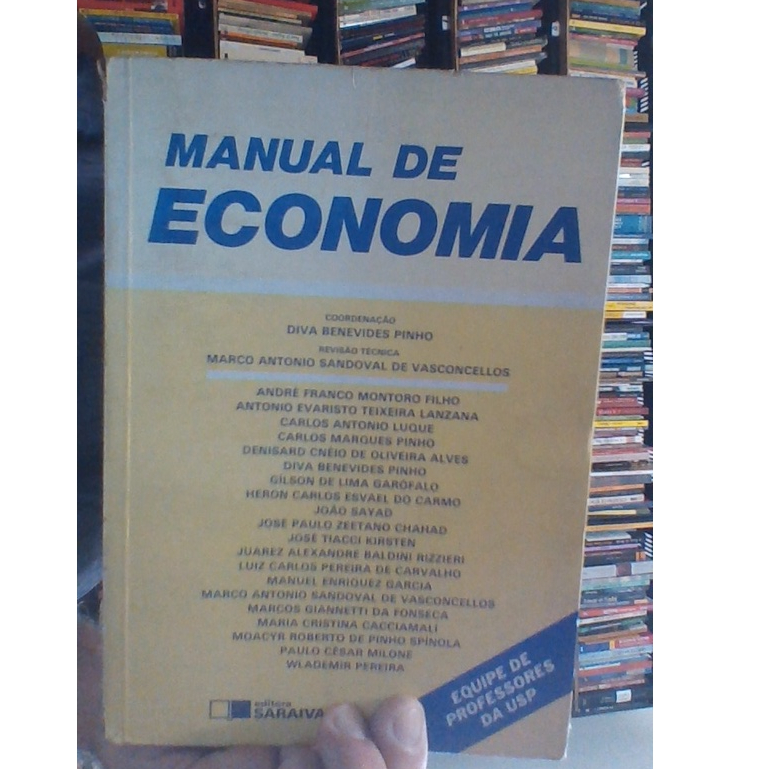 MANUAL DE
ECONOMIA
COORDENAÇÃO
DIVA BENEVIDES PINHO
REVISÃO TÉCNICA
MARCO ANTONIO SANDOVAL DE VASCONCELLOS
ANDRÉ FRANCO MONTORO FILHO
ANTONIO EVARISTO TEIXEIRA LANZANA
CARLOS ANTONIO LUQUE
CARLOS MARQUES PINHO
DENISARD CNÉIO DE OLIVEIRA ALVES
DIVA BENEVIDES PINHO
GÍLSON DE LIMA GARÓFALO
HERON CARLOS ESVAEL DO CARMO
JOÃO SAYAD
JOSÉ PAULO ZEETANO CHAHAD
JOSÉ TIACCI KIRSTEN
JUAREZ ALEXANDRE BALDINI RIZZIERI
LUIZ CARLOS PEREIRA DE CARVALHO
MANUEL ENRIQUEZ GARCIA
MARCO ANTONIO SANDOVAL DE VASCONCELLOS
MARCOS GIANNETTI DA FONSECA
MARIA CRISTINA CACCIAMALI
MOACYR ROBERTO DE PINHO SPÍNOLA
PAULO CÉSAR MILONE
WLADEMIR PEREIRA
editora
SARAIVA
EQUIPE DE
PROFESSORES
DA USP